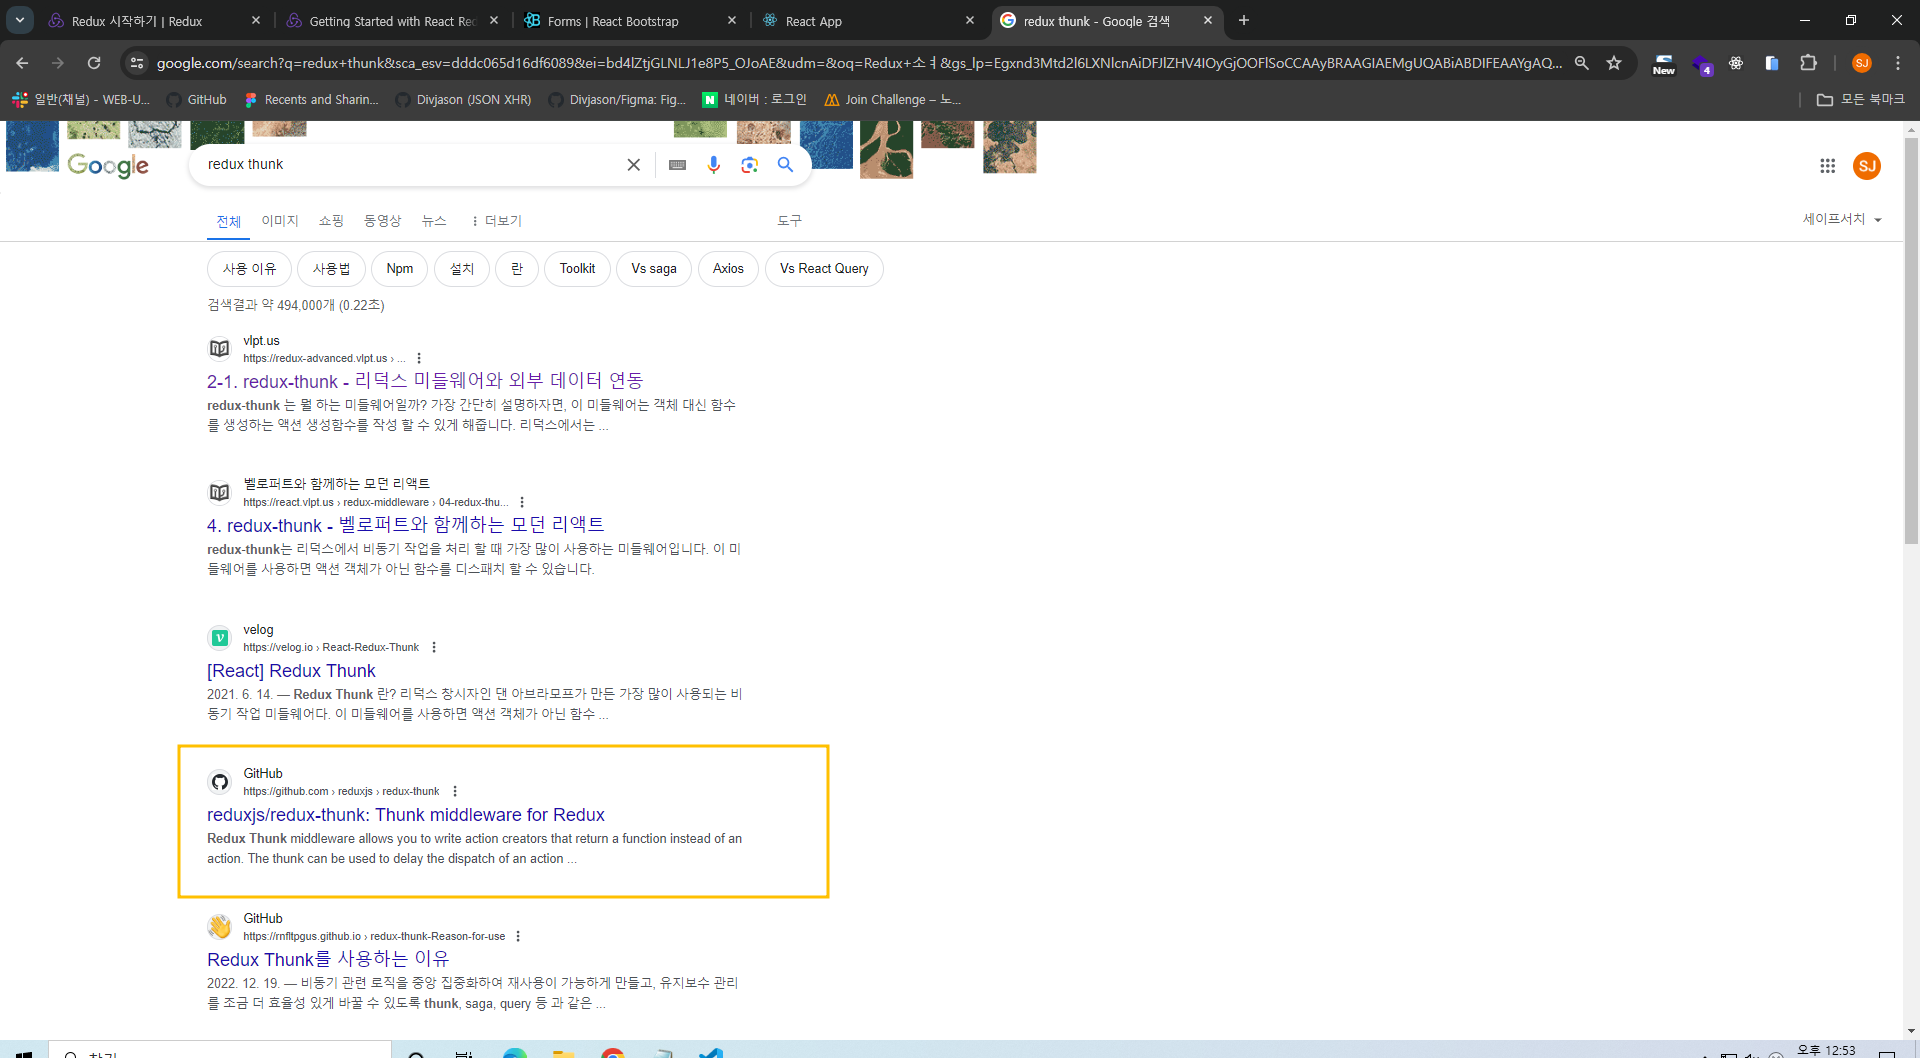 Redux 시작하기 | Redux
Getting Started with React Rec
Forms | React Bootstrap
React App
redux thunk - Google 검색
google.com/search?q=redux+thunk&sca_esv=dddc065d16df6089&ei=bd4lZtjGLNLJ1e8P5_OJoAE&udm=&oq=Redux+소ㅕ&gs_lp=Egxnd3Mtd2l6LXNlcnAiDFJlZHV4IOyGjOOFlSoCCAAyBRAAGIAEMgUQABiABDIFEAAYgAQ...
New
4
SJ
일반(채널) - WEB-U...
GitHub
Recents and Sharin...
Divjason (JSON XHR)
Divjason/Figma: Fig...
네이버 : 로그인
Join Challenge – 노...
모든 북마크
Google
redux thunk
SJ
전체 이미지 쇼핑 동영상 뉴스 더보기 도구
세이프서치
사용 이유 사용법 Npm 설치 란 Toolkit Vs saga Axios Vs React Query
검색결과 약 494,000개 (0.22초)
vlpt.us
https://redux-advanced.vlpt.us › ...
2-1. redux-thunk - 리덕스 미들웨어와 외부 데이터 연동
redux-thunk 는 뭘 하는 미들웨어일까? 가장 간단히 설명하자면, 이 미들웨어는 객체 대신 함수
를 생성하는 액션 생성함수를 작성 할 수 있게 해줍니다. 리덕스에서는 ...
벨로퍼트와 함께하는 모던 리액트
https://react.vlpt.us › redux-middleware › 04-redux-thu...
4. redux-thunk - 벨로퍼트와 함께하는 모던 리액트
redux-thunk는 리덕스에서 비동기 작업을 처리 할 때 가장 많이 사용하는 미들웨어입니다. 이 미
들웨어를 사용하면 액션 객체가 아닌 함수를 디스패치 할 수 있습니다.
velog
https://velog.io › React-Redux-Thunk
[React] Redux Thunk
2021. 6. 14. — Redux Thunk 란? 리덕스 창시자인 댄 아브라모프가 만든 가장 많이 사용되는 비
동기 작업 미들웨어다. 이 미들웨어를 사용하면 액션 객체가 아닌 함수 ...
GitHub
https://github.com › reduxjs › redux-thunk
reduxjs/redux-thunk: Thunk middleware for Redux
Redux Thunk middleware allows you to write action creators that return a function instead of an
action. The thunk can be used to delay the dispatch of an action ...
GitHub
https://rnfltpgus.github.io › redux-thunk-Reason-for-use
Redux Thunk를 사용하는 이유
2022. 12. 19. — 비동기 관련 로직을 중앙 집중화하여 재사용이 가능하게 만들고, 유지보수 관리
를 조금 더 효율성 있게 바꿀 수 있도록 thunk, saga, query 등 과 같은 ...
오후 12:53